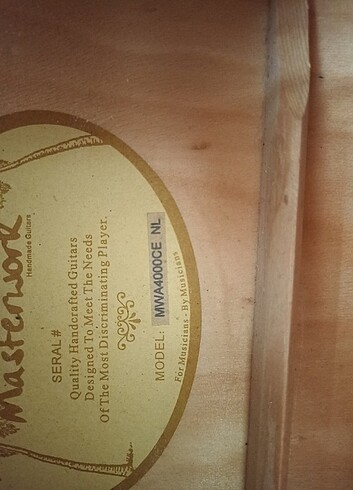 Masterwork
Handmade Guitars
SERAL#
Quality Handcrafted Guitars
Designed To Meet The Needs
Of The Most Discriminating Player.
MODEL: MWA4000CE NL
For Musicians - By Musicians